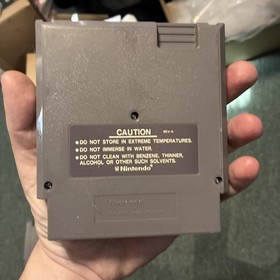 CAUTION REV-A
●DO NOT STORE IN EXTREME TEMPERATURES.
●DO NOT IMMERSE IN WATER.
●DO NOT CLEAN WITH BENZENE, THINNER,
ALCOHOL OR OTHER SUCH SOLVENTS.
Nintendo